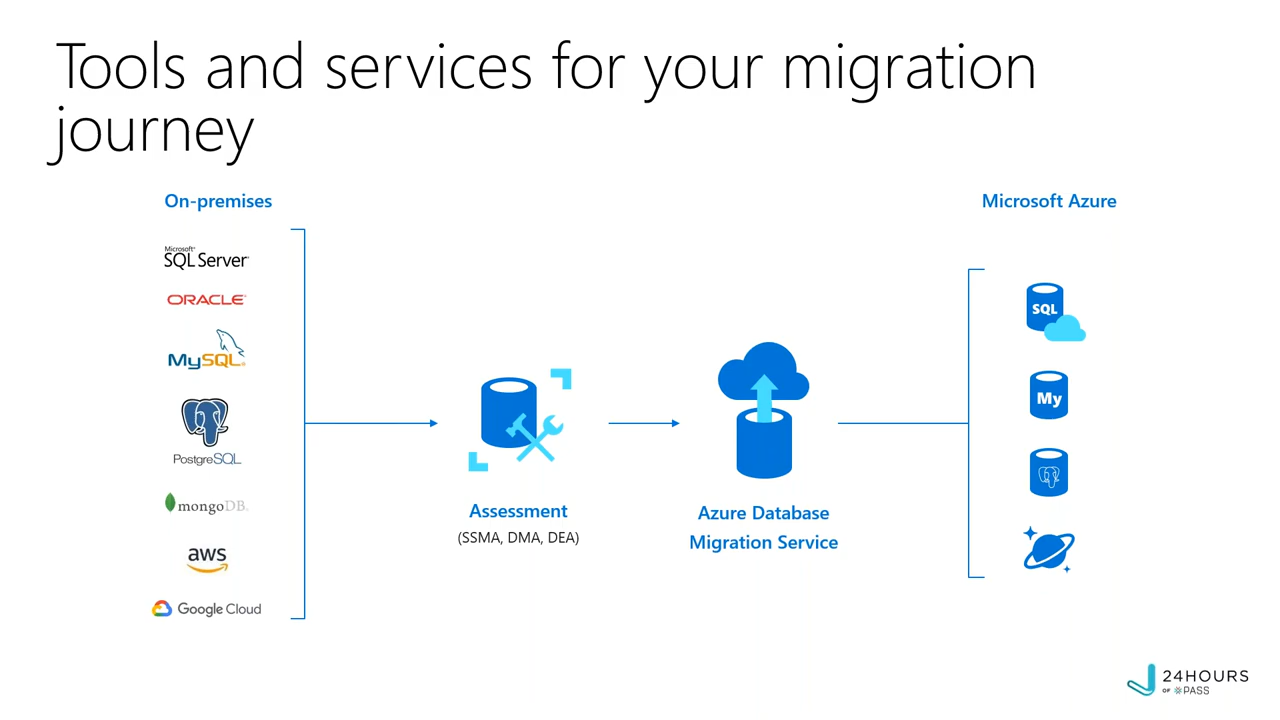 Tools and services for your migration
journey
On-premises
Microsoft Azure
Microsoft
SQL Server
ORACLE
MySQL
PostgreSQL
mongoDB
aws
Google Cloud
Assessment
(SSMA, DMA, DEA)
Azure Database
Migration Service
SQL
My
24HOURS
OF PASS